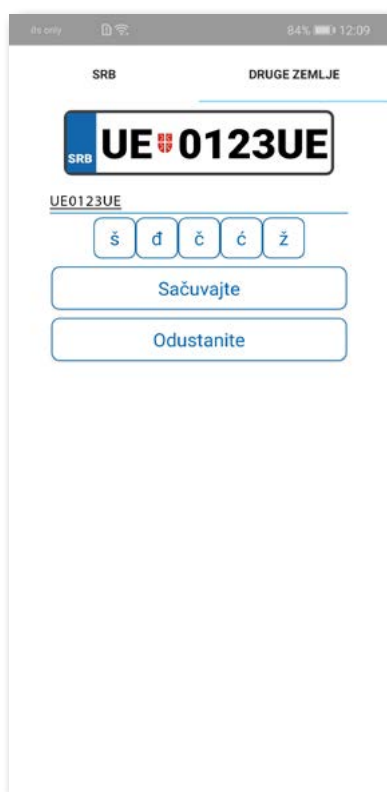 84% 12:09
SRB DRUGE ZEMLJE
SRB UE 0123UE
UE0123UE
š đ č ć ž
Sačuvajte
Odustanite